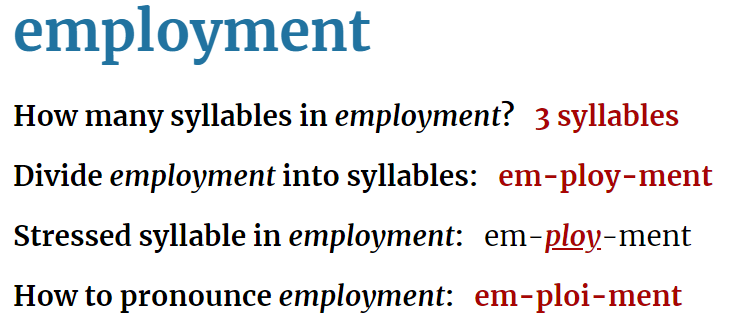 employment
How many syllables in employment? 3 syllables
Divide employment into syllables: em-ploy-ment
Stressed syllable in employment: em-ploy-ment
How to pronounce employment: em-ploi-ment